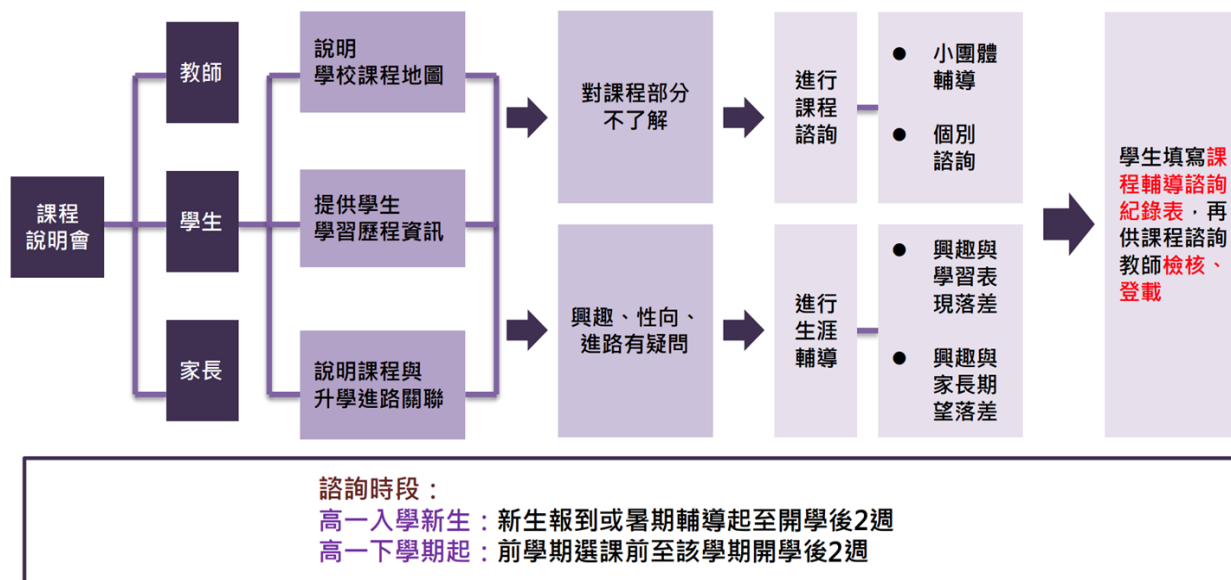 課程
說明會
教師
學生
家長
說明
學校課程地圖
提供學生
學習歷程資訊
說明課程與
升學進路關聯
對課程部分
不了解
興趣、性向、
進路有疑問
進行
課程
諮詢
進行
生涯
輔導
● 小團體
輔導
● 個別
諮詢
● 興趣與
學習表
現落差
● 興趣與
家長期
望落差
學生填寫課
程輔導諮詢
紀錄表，再
供課程諮詢
教師檢核、
登載
諮詢時段：
高一入學新生：新生報到或暑期輔導起至開學後2週
高一下學期起：前學期選課前至該學期開學後2週